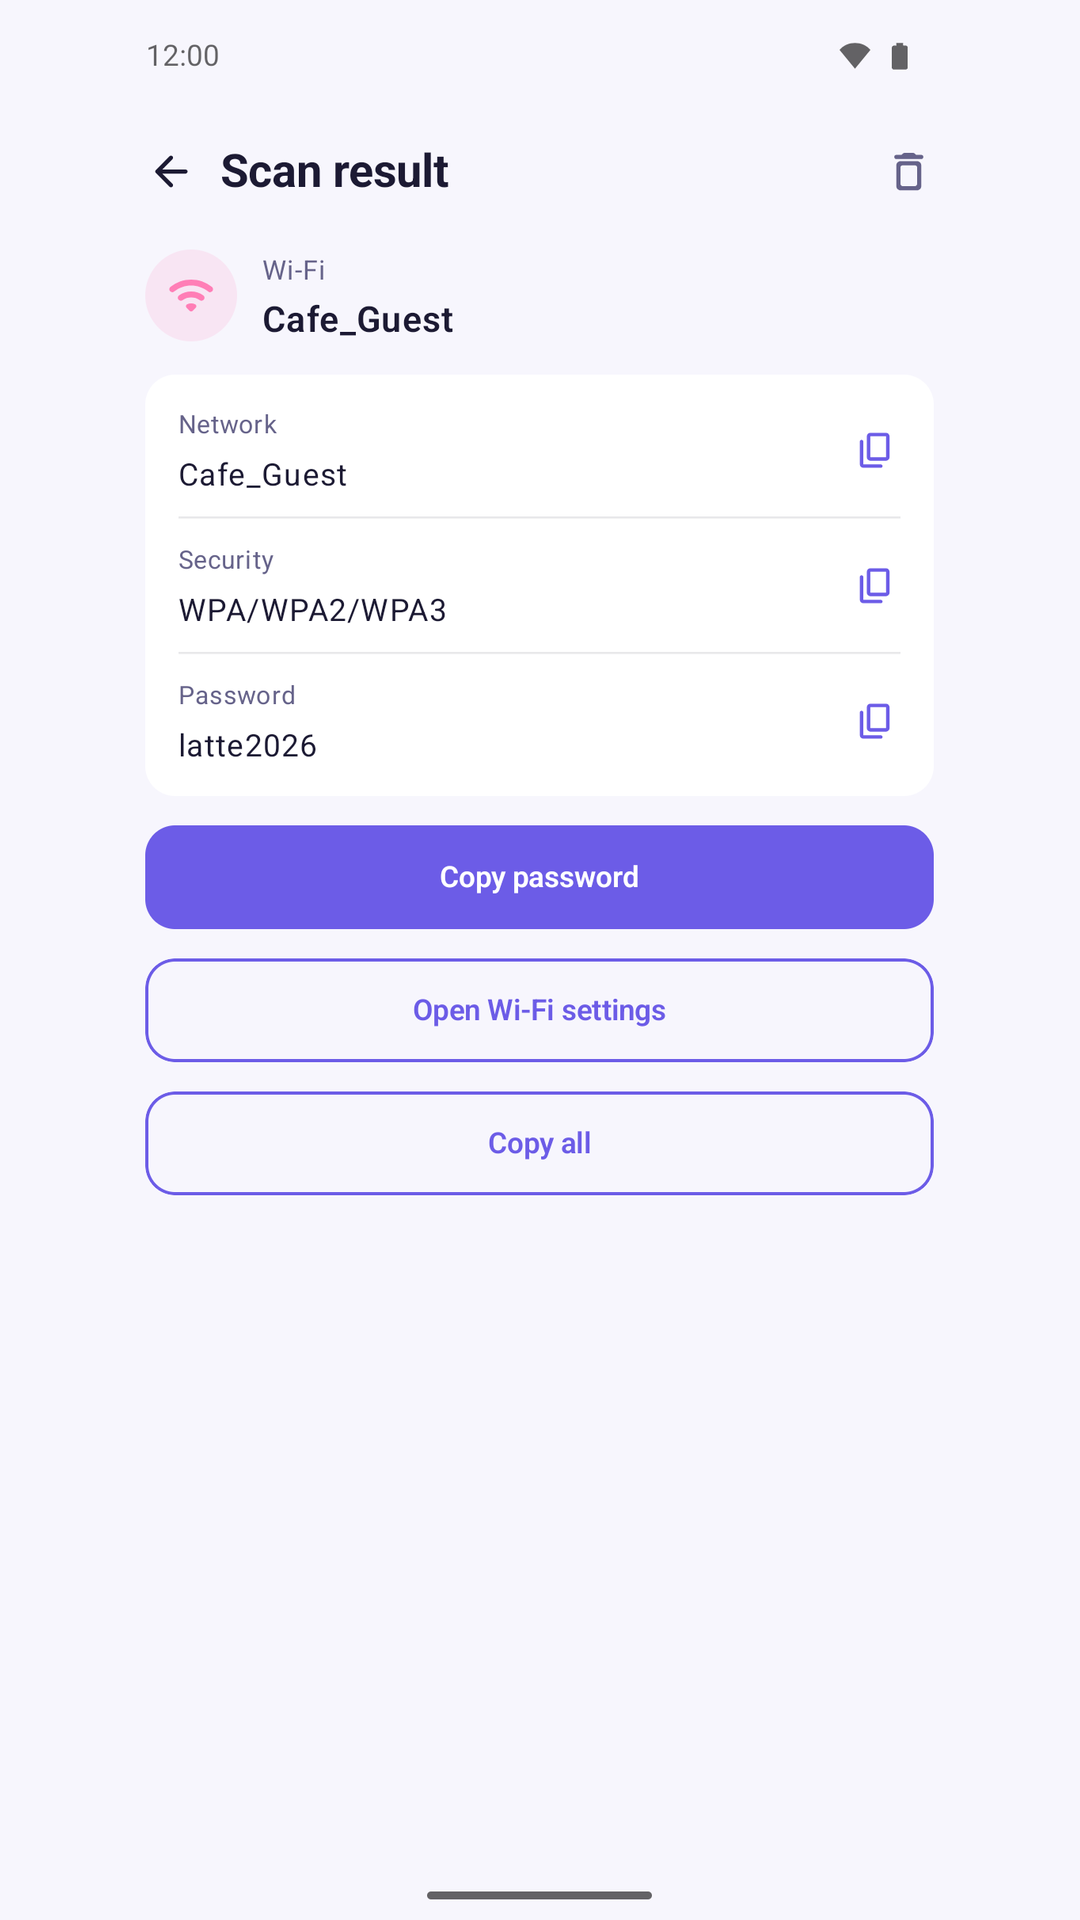 12:00
Scan result
Wi-Fi
Cafe_Guest
Network
Cafe_Guest
Security
WPA/WPA2/WPA3
Password
latte2026
Copy password
Open Wi-Fi settings
Copy all